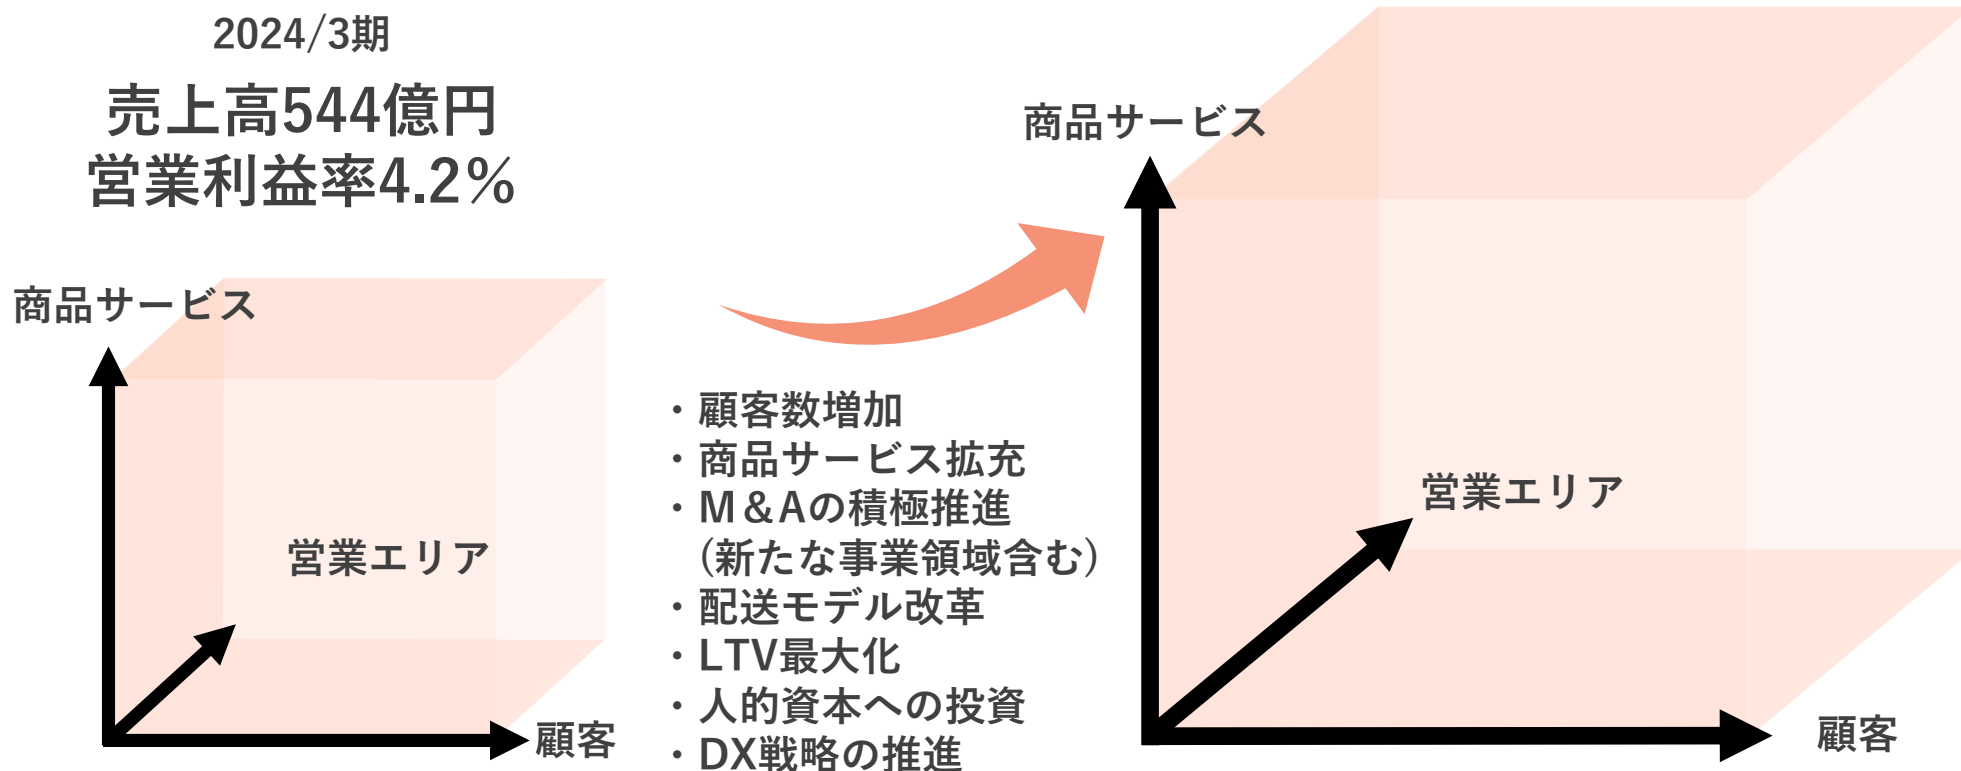 2024/3期
売上高544億円
営業利益率4.2%
商品サービス
営業エリア
顧客
・顧客数増加
・商品サービス拡充
・M&Aの積極推進
(新たな事業領域含む)
・配送モデル改革
・LTV最大化
・人的資本への投資
・DX戦略の推進
商品サービス
営業エリア
顧客